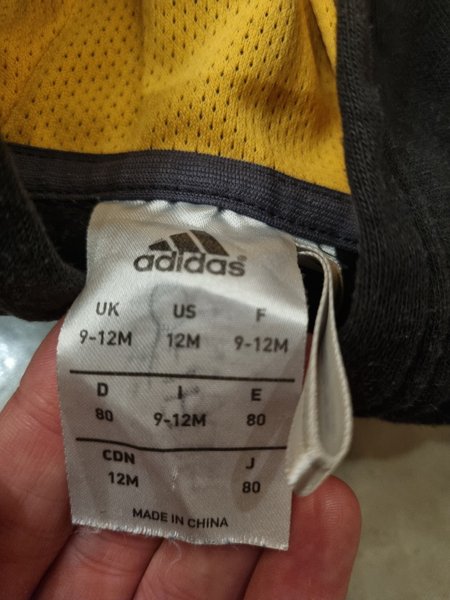 adidas
UK US F
9-12M 12M 9-12M
D I E
80 9-12M 80
CDN J
12M 80
MADE IN CHINA